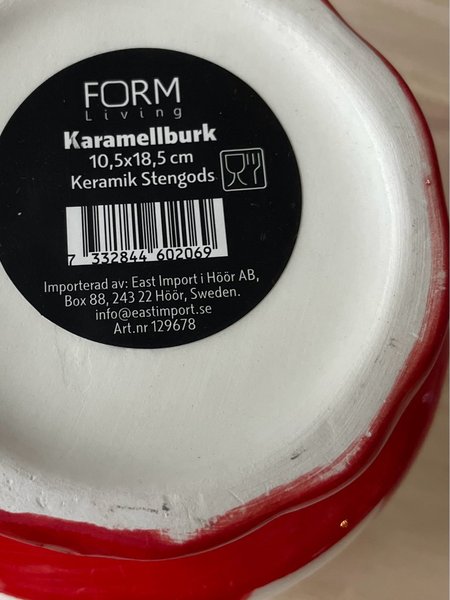 FORM
Living
Karamellburk
10,5x18,5 cm
Keramik Stengods
7 332844 602069
Importerad av: East Import i Höör AB,
Box 88, 243 22 Höör, Sweden.
info@eastimport.se
Art.nr 129678